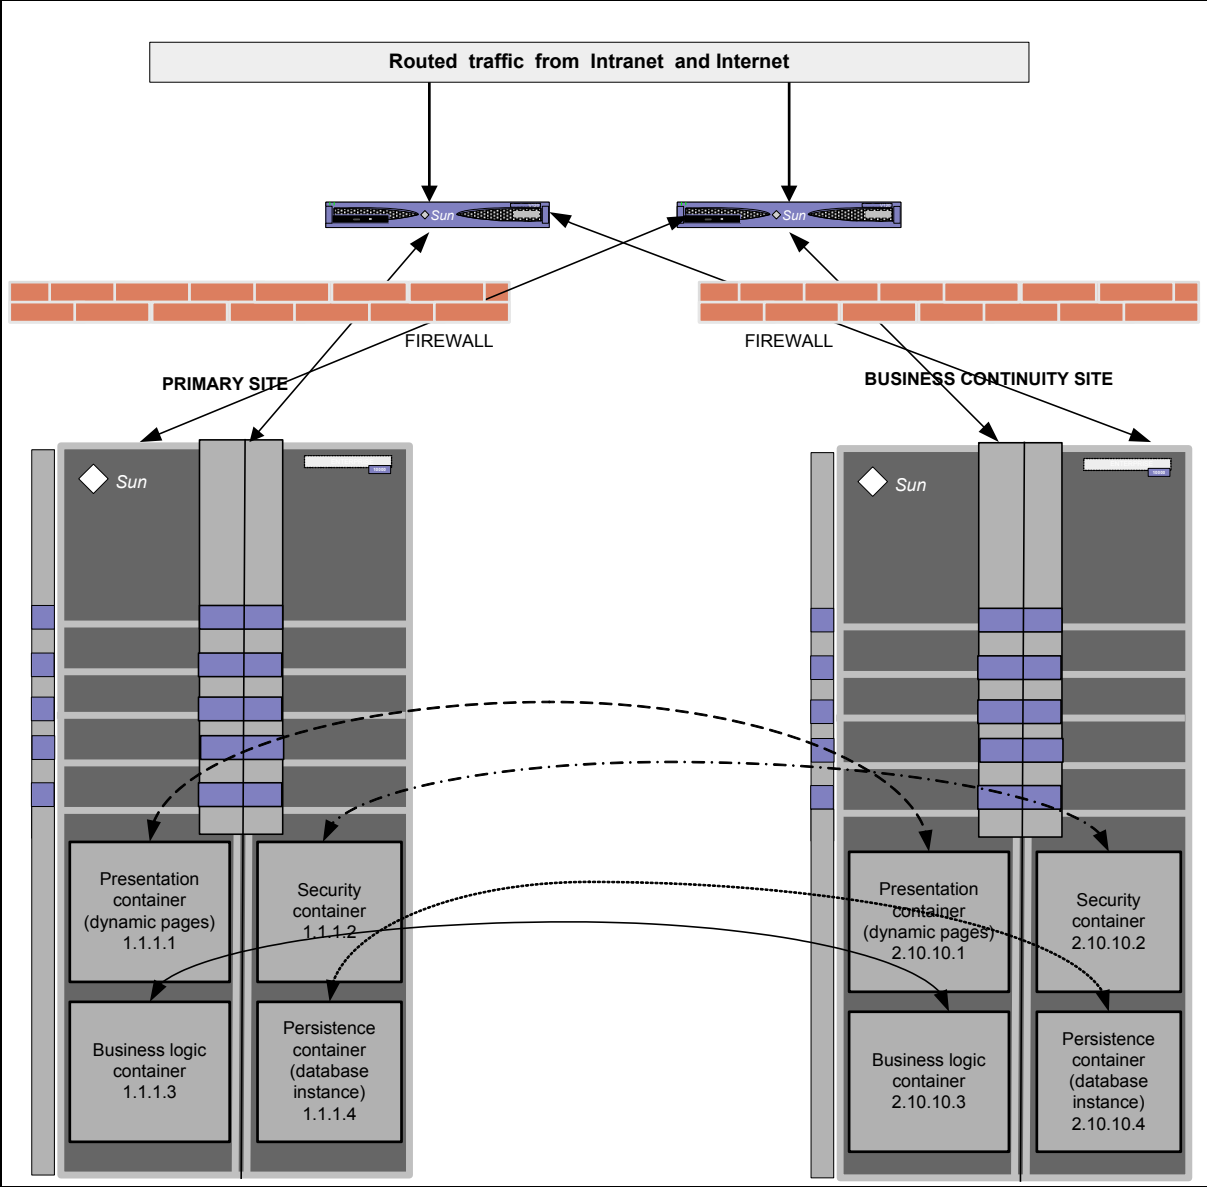 Routed traffic from Intranet and Internet
Sun
Sun
FIREWALL
FIREWALL
PRIMARY SITE
BUSINESS CONTINUITY SITE
Sun
Sun
Presentation
container
(dynamic pages)
1.1.1.1
Security
container
1.1.1.2
Business logic
container
1.1.1.3
Persistence
container
(database
instance)
1.1.1.4
Presentation
container
(dynamic pages)
2.10.10.1
Security
container
2.10.10.2
Business logic
container
2.10.10.3
Persistence
container
(database
instance)
2.10.10.4